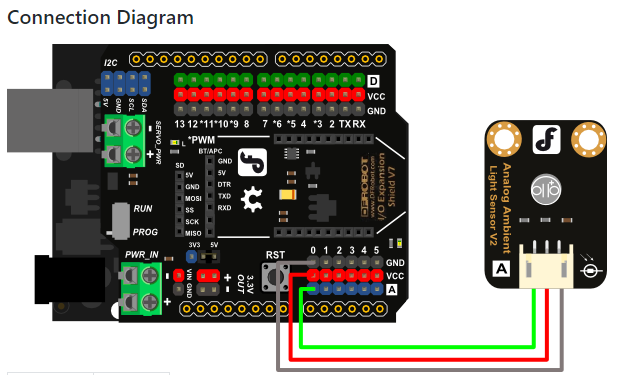 Connection Diagram
I2C
5V
GND
SCL
SDA
D
VCC
GND
13 12 *11*10 *9 8 7 *6 *5 4 *3 2 TX RX
SERVO_PWR
-
+
L
*PWM
BT/APC
SD
5V
GND
MOSI
SS
SCK
MISO
GND
5V
DTR
TXD
RXD
DFROBOT
www.DFRobot.com
I/O Expansion
Shield V7
RUN
PROG
PWR_IN
-
+
3V3 5V
VIN
GND
+
-
3.3V
OUT
RST
0 1 2 3 4 5
GND
VCC
A
Analog Ambient
Light Sensor V2
A